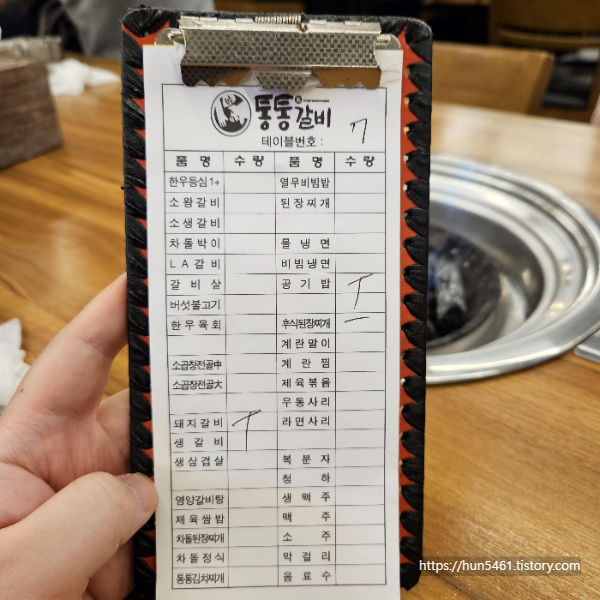 통통갈비
테이블번호 : 7
품 명 수 량 품 명 수 량
한우등심1+ 열무비빔밥
소왕갈비 된장찌개
소생갈비
차돌박이 물냉면
LA갈비 비빔냉면
갈비살 공기밥 T
버섯불고기
한우육회 후식된장찌개 一
계란말이
소곱창전골中 계란찜
소곱창전골大 제육볶음
우동사리
돼지갈비 T 라면사리
생갈비
생삼겹살 복분자
청하
영양갈비탕 생맥주
제육쌈밥 맥주
차돌된장찌개 소주
차돌정식 막걸리
통통김치찌개 음료수
https://hun5461.tistory.com